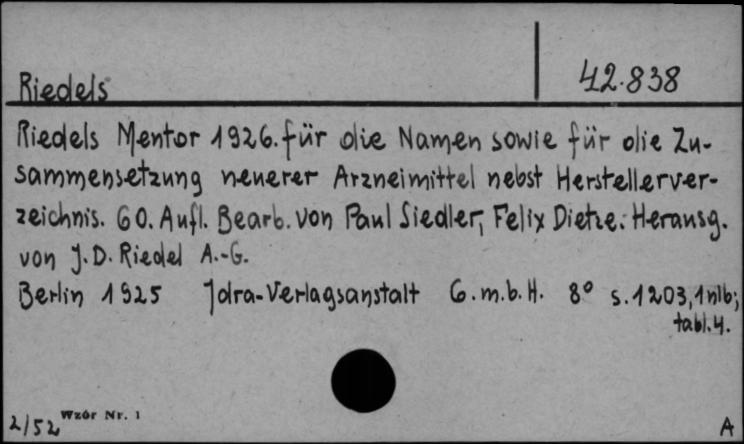 42.838
Riedels
Riedels Mentor 1926. für die Namen sowie für die Zu-
sammensetzung neuerer Arzneimittel nebst Herstellerver-
zeichnis. 60. Aufl. Bearb. von Paul Siedler, Felix Dietze. Herausg.
von J. D. Riedel A.-G.
Berlin 1925 Idra-Verlagsanstalt G.m.b.H. 8° s. 1203, 1 nlb;
tabl. 4.
2/52 Wzór Nr. 1
A